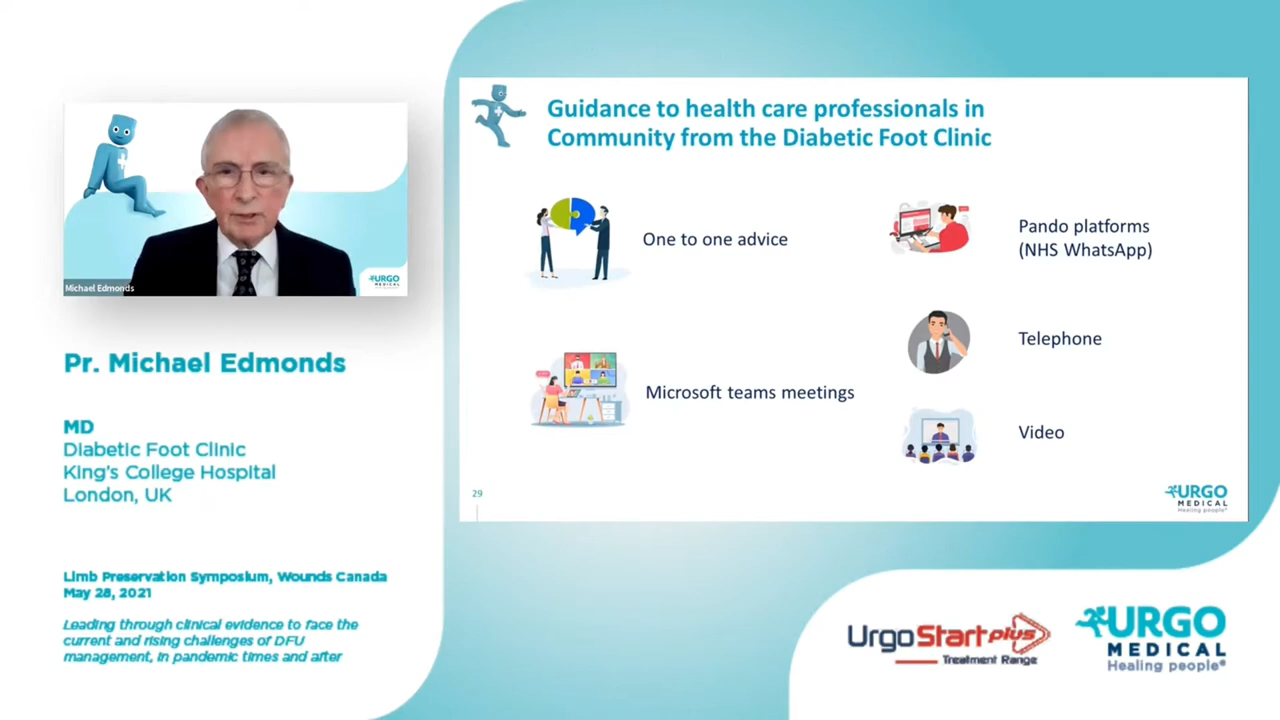 Michael Edmonds
URGO
MEDICAL
Pr. Michael Edmonds
MD
Diabetic Foot Clinic
King's College Hospital
London, UK
Limb Preservation Symposium, Wounds Canada
May 28, 2021
Leading through clinical evidence to face the
current and rising challenges of DFU
management, in pandemic times and after
Guidance to health care professionals in
Community from the Diabetic Foot Clinic
One to one advice
Microsoft teams meetings
Pando platforms
(NHS WhatsApp)
Telephone
Video
29
URGO
MEDICAL
Healing people®
UrgoStart plus
Treatment Range
URGO
MEDICAL
Healing people®